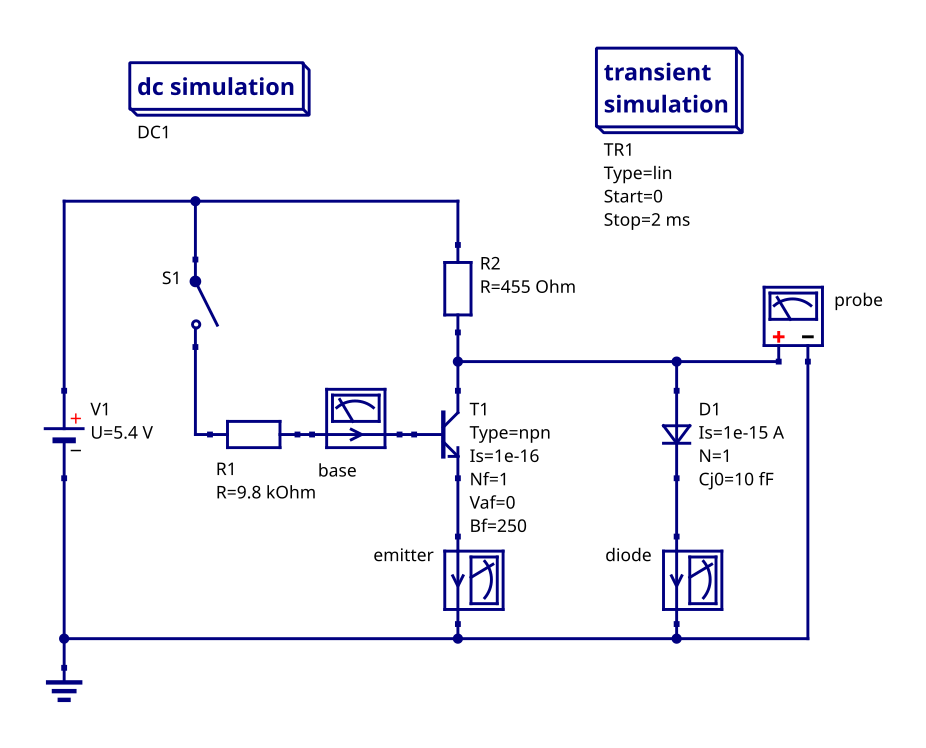 dc simulation
DC1
transient
simulation
TR1
Type=lin
Start=0
Stop=2 ms
S1
R2
R=455 Ohm
probe
+ −
V1
U=5.4 V
+
−
R1
R=9.8 kOhm
base
T1
Type=npn
Is=1e-16
Nf=1
Vaf=0
Bf=250
D1
Is=1e-15 A
N=1
Cj0=10 fF
emitter
diode